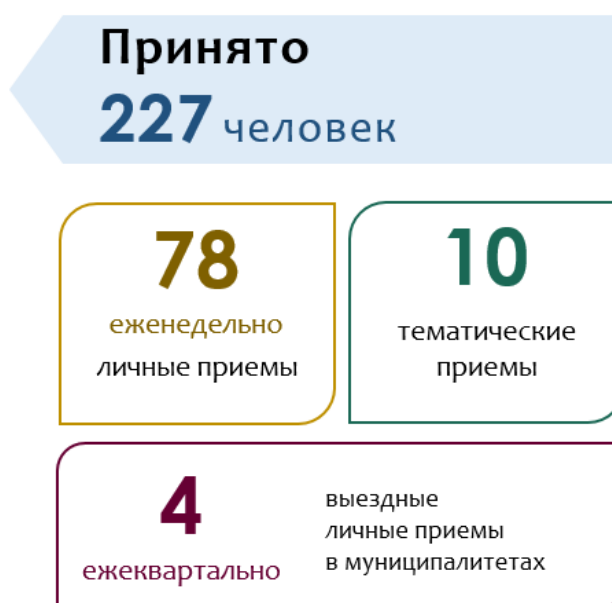 Принято
227 человек
78
еженедельно
личные приемы
10
тематические
приемы
4
ежеквартально
выездные
личные приемы
в муниципалитетах